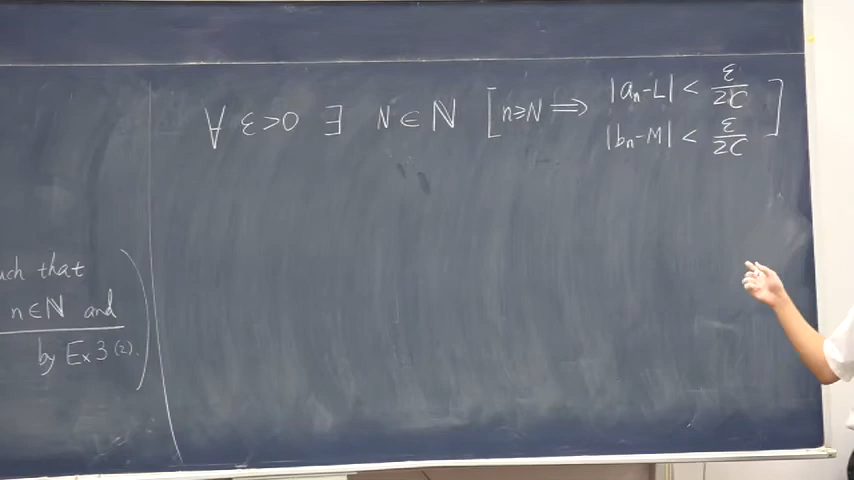 ∀ ε>0 ∃ N∈ℕ [n≥N ⟹ |aₙ-L| < ε/2C
|bₙ-M| < ε/2C]
uch that
n∈ℕ and
by Ex3(2).